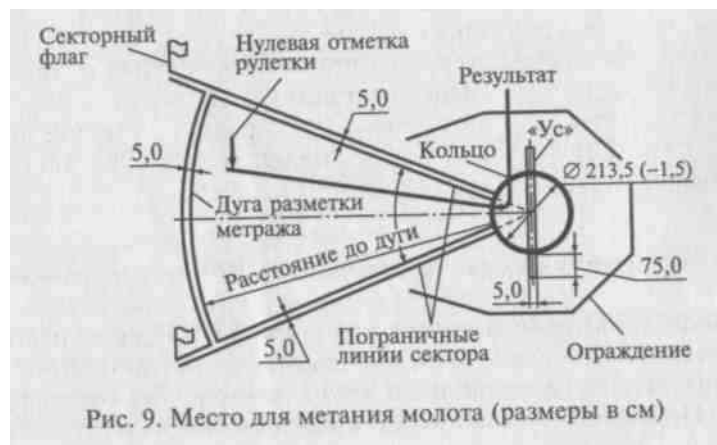 Секторный
флаг
Нулевая отметка
рулетки
Результат
5,0
«Ус»
5,0
Кольцо
Ø 213,5 (−1,5)
Дуга разметки
метража
Расстояние до дуги
75,0
5,0
5,0
Пограничные
линии сектора
Ограждение
Рис. 9. Место для метания молота (размеры в см)